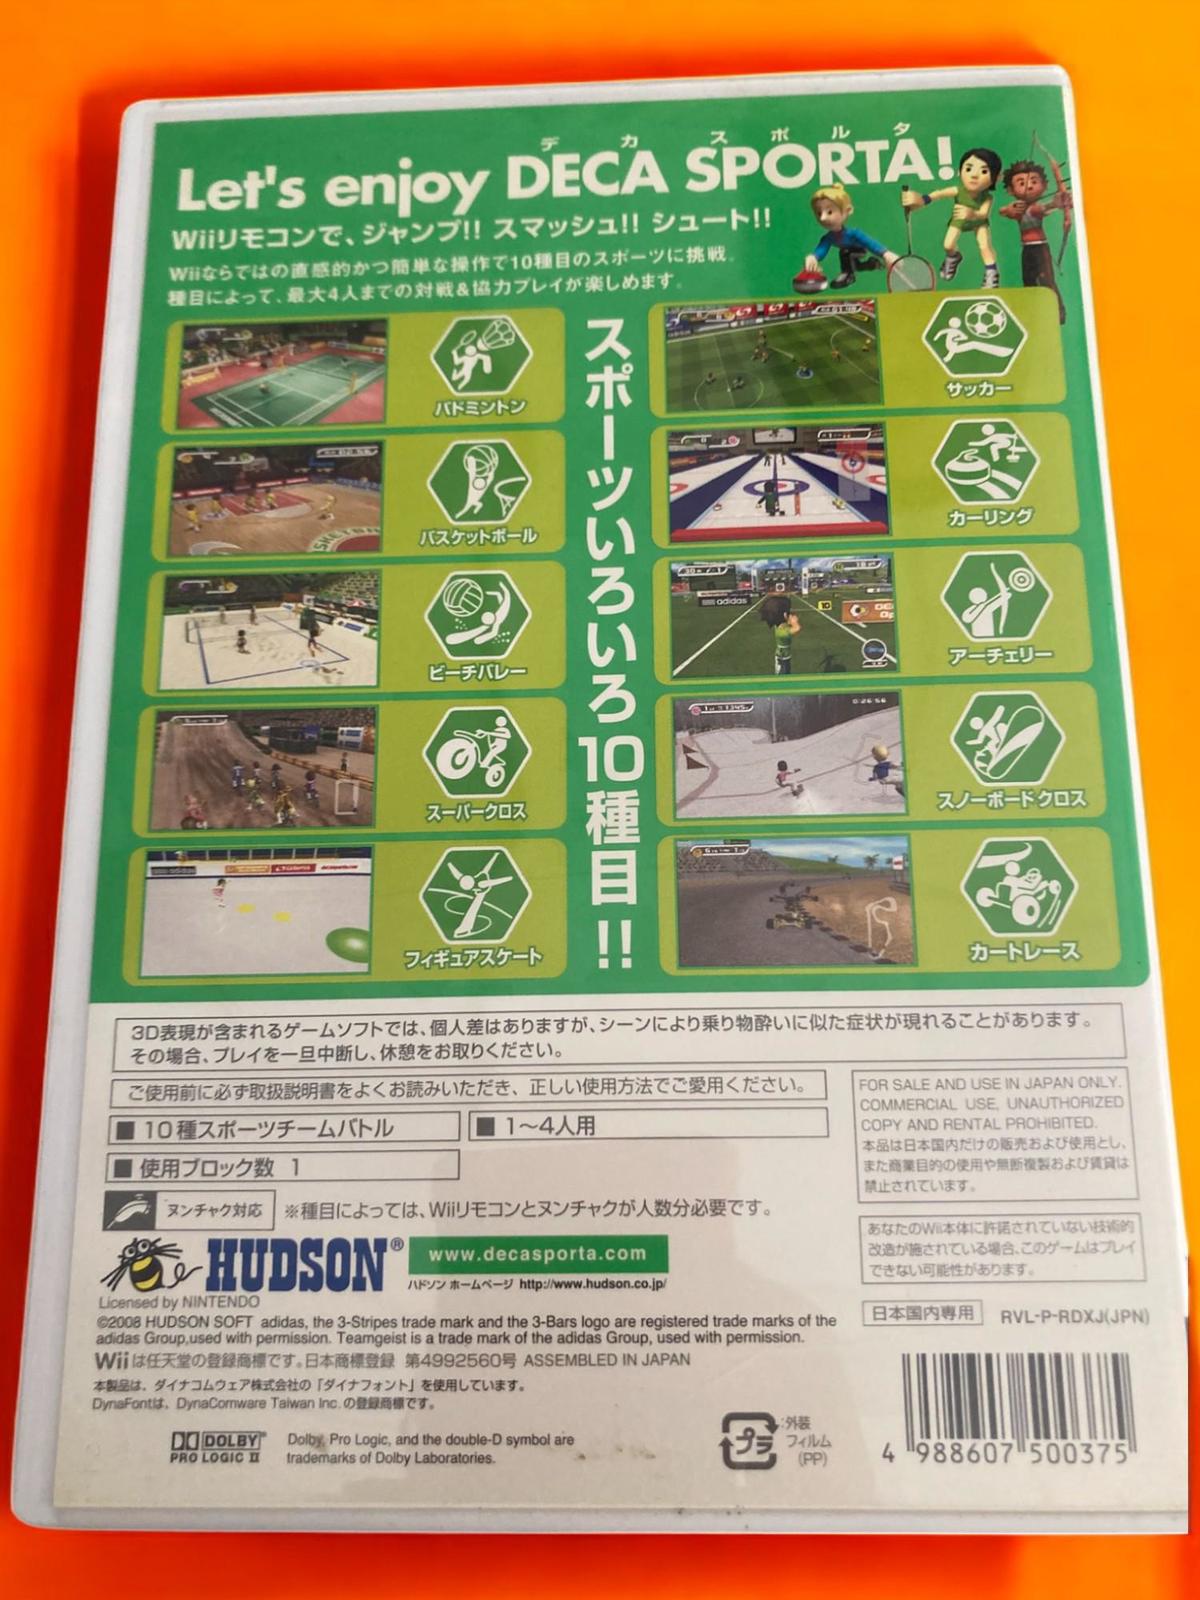 デカ スポルタ
Let's enjoy DECA SPORTA!
Wiiリモコンで、ジャンプ!! スマッシュ!! シュート!!
Wiiならではの直感的かつ簡単な操作で10種目のスポーツに挑戦。
種目によって、最大4人までの対戦&協力プレイが楽しめます。
スポーツいろいろ10種目!!
バドミントン
バスケットボール
ビーチバレー
スーパークロス
フィギュアスケート
サッカー
カーリング
adidas
アーチェリー
0:26:56
スノーボードクロス
カートレース
3D表現が含まれるゲームソフトでは、個人差はありますが、シーンにより乗り物酔いに似た症状が現れることがあります。
その場合、プレイを一旦中断し、休憩をお取りください。
ご使用前に必ず取扱説明書をよくお読みいただき、正しい使用方法でご愛用ください。
■ 10種スポーツチームバトル
■ 1〜4人用
■ 使用ブロック数 1
ヌンチャク対応
※種目によっては、Wiiリモコンとヌンチャクが人数分必要です。
FOR SALE AND USE IN JAPAN ONLY.
COMMERCIAL USE, UNAUTHORIZED
COPY AND RENTAL PROHIBITED.
本品は日本国内だけの販売および使用とし、
また商業目的の使用や無断複製および賃貸は
禁止されています。
あなたのWii本体に許諾されていない技術的
改造が施されている場合、このゲームはプレイ
できない可能性があります。
HUDSON®
www.decasporta.com
ハドソン ホームページ http://www.hudson.co.jp/
Licensed by NINTENDO
©2008 HUDSON SOFT adidas, the 3-Stripes trade mark and the 3-Bars logo are registered trade marks of the
adidas Group,used with permission. Teamgeist is a trade mark of the adidas Group, used with permission.
Wiiは任天堂の登録商標です。日本商標登録 第4992560号 ASSEMBLED IN JAPAN
本製品は、ダイナコムウェア株式会社の「ダイナフォント」を使用しています。
DynaFontは、DynaComware Taiwan Inc.の登録商標です。
日本国内専用
RVL-P-RDXJ(JPN)
DOLBY
PRO LOGIC II
Dolby, Pro Logic, and the double-D symbol are
trademarks of Dolby Laboratories.
プラ
:外装
フィルム
(PP)
4 988607 500375